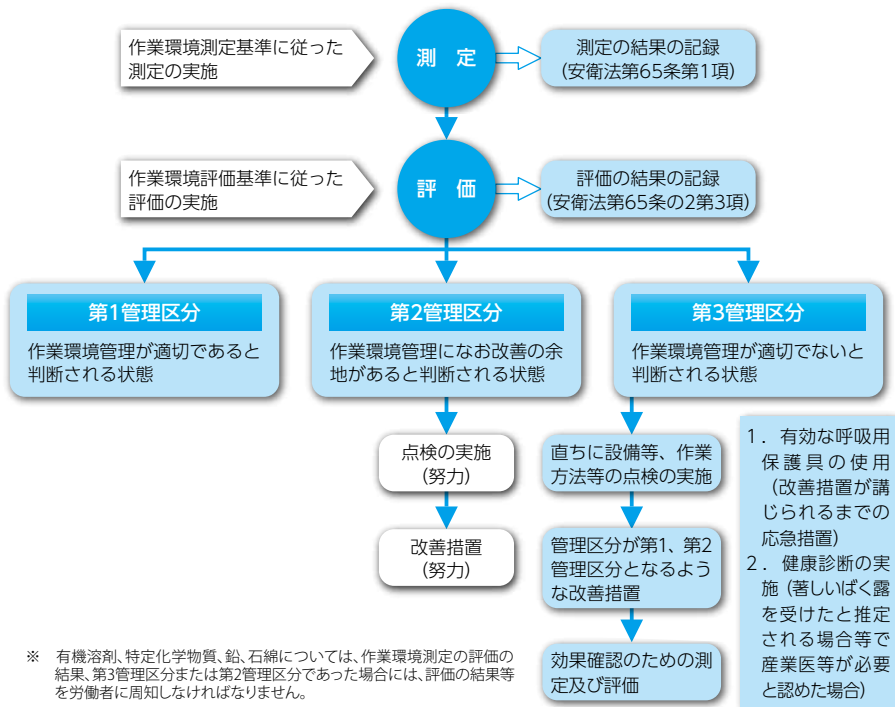 作業環境測定基準に従った
測定の実施
測　定
測定の結果の記録
(安衛法第65条第1項)
作業環境評価基準に従った
評価の実施
評　価
評価の結果の記録
(安衛法第65条の2第3項)
第1管理区分
作業環境管理が適切であると
判断される状態
第2管理区分
作業環境管理になお改善の余
地があると判断される状態
第3管理区分
作業環境管理が適切でないと
判断される状態
点検の実施
(努力)
改善措置
(努力)
直ちに設備等、作業
方法等の点検の実施
管理区分が第1、第2
管理区分となるよう
な改善措置
効果確認のための測
定及び評価
1．有効な呼吸用
保護具の使用
(改善措置が講
じられるまでの
応急措置)
2．健康診断の実
施（著しいばく露
を受けたと推定
される場合等で
産業医等が必要
と認めた場合）
※　有機溶剤、特定化学物質、鉛、石綿については、作業環境測定の評価の
結果、第3管理区分または第2管理区分であった場合には、評価の結果等
を労働者に周知しなければなりません。